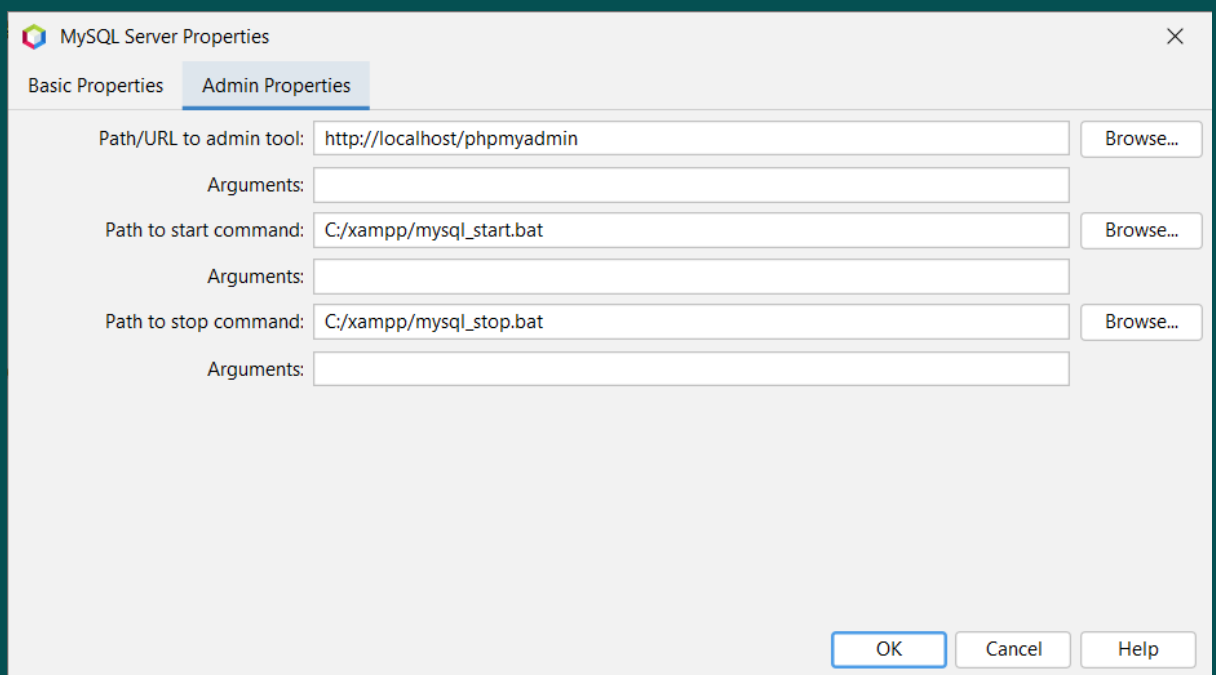 MySQL Server Properties
Basic Properties Admin Properties
Path/URL to admin tool: http://localhost/phpmyadmin Browse...
Arguments:
Path to start command: C:/xampp/mysql_start.bat Browse...
Arguments:
Path to stop command: C:/xampp/mysql_stop.bat Browse...
Arguments:
OK Cancel Help